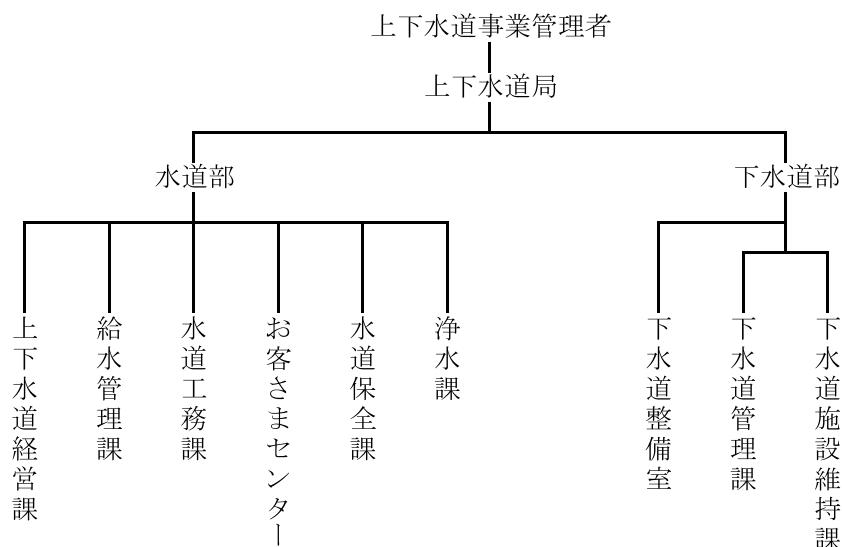 上下水道事業管理者
上下水道局
水道部
下水道部
上下水道経営課
給水管理課
水道工務課
お客さまセンター
水道保全課
浄水課
下水道整備室
下水道管理課
下水道施設維持課